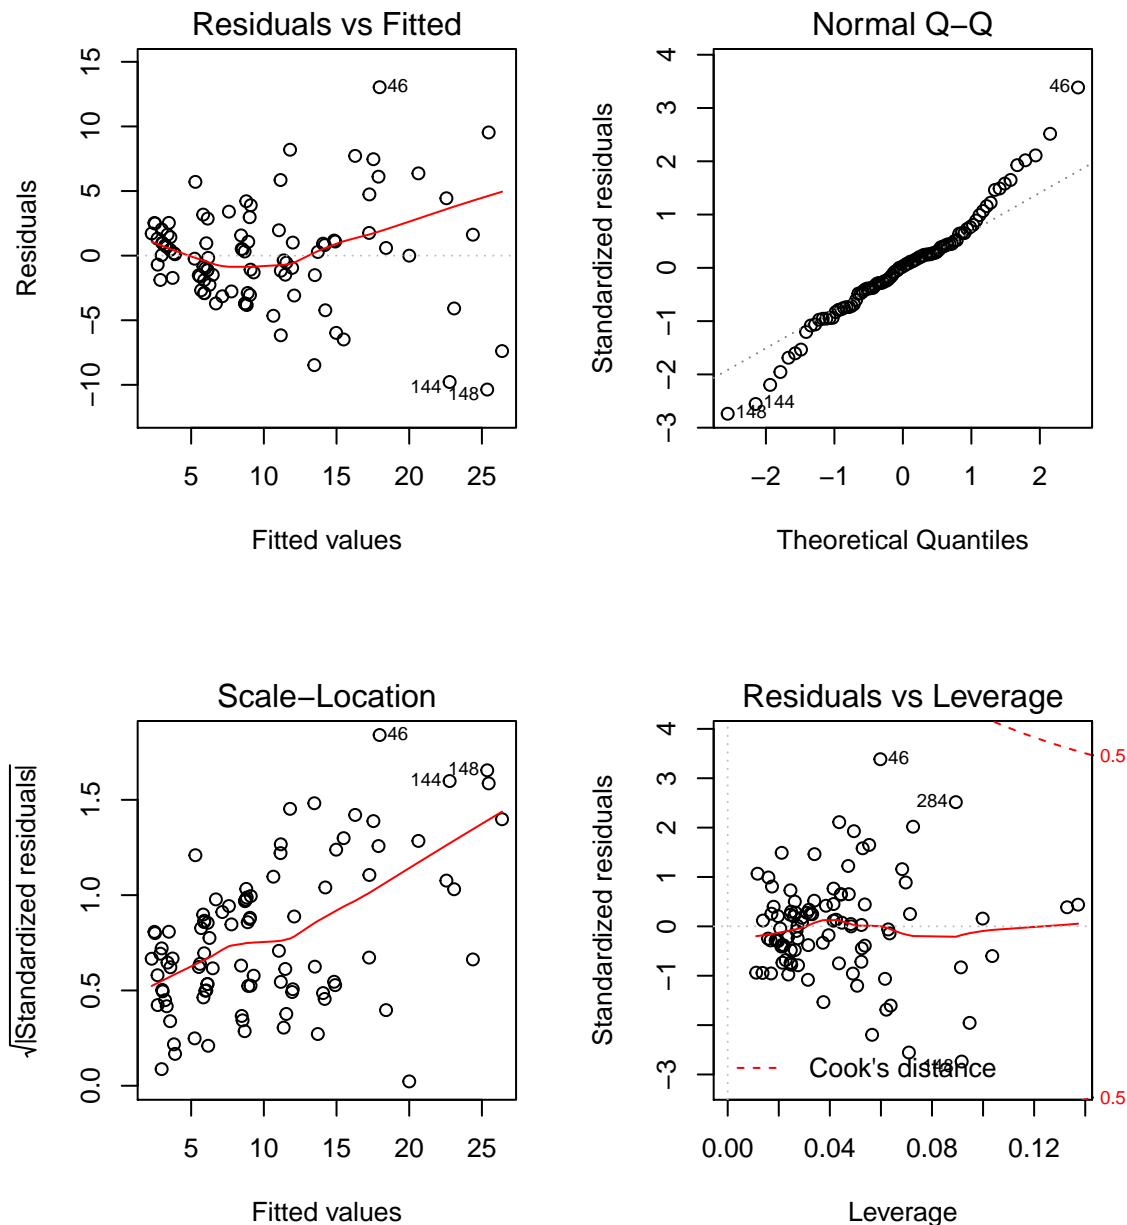 Residuals vs Fitted
Residuals
15
10
5
0
−5
−10
46
144
148
5 10 15 20 25
Fitted values
Normal Q−Q
Standardized residuals
4
3
2
1
0
−1
−2
−3
46
148
144
−2 −1 0 1 2
Theoretical Quantiles
Scale−Location
√|Standardized residuals|
1.5
1.0
0.5
0.0
46
148
144
5 10 15 20 25
Fitted values
Residuals vs Leverage
Standardized residuals
4
3
2
1
0
−1
−3
46
284
148
0.5
0.5
Cook's distance
0.00 0.04 0.08 0.12
Leverage